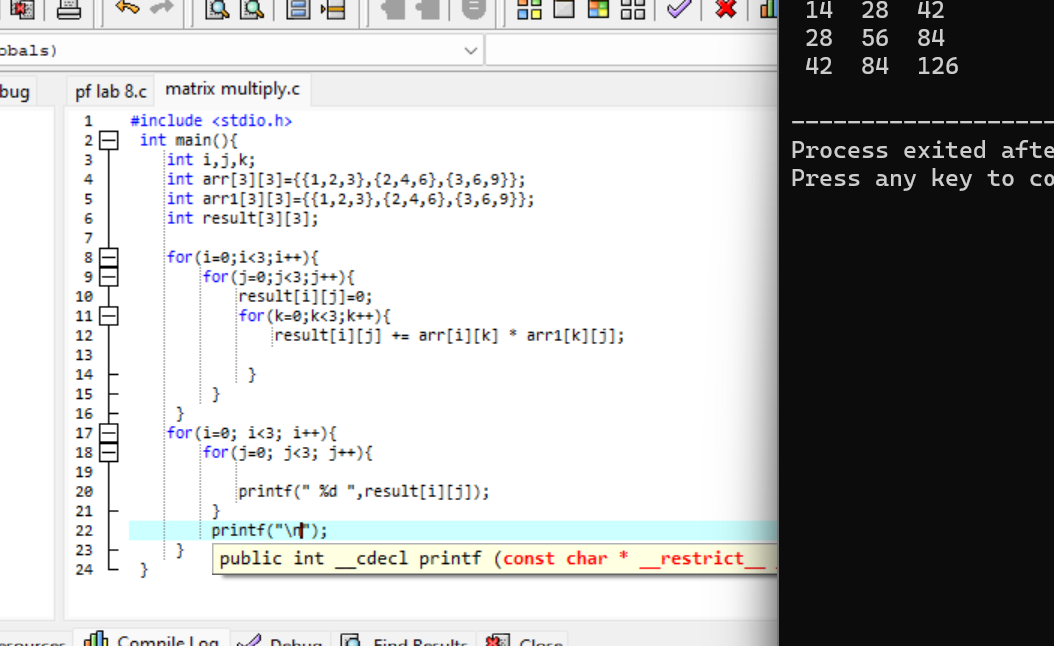 obals)
bug
pf lab 8.c
matrix multiply.c
1 #include <stdio.h>
2 int main(){
3 int i,j,k;
4 int arr[3][3]={{1,2,3},{2,4,6},{3,6,9}};
5 int arr1[3][3]={{1,2,3},{2,4,6},{3,6,9}};
6 int result[3][3];
7
8 for(i=0;i<3;i++){
9 for(j=0;j<3;j++){
10 result[i][j]=0;
11 for(k=0;k<3;k++){
12 result[i][j] += arr[i][k] * arr1[k][j];
13
14 }
15 }
16 }
17 for(i=0; i<3; i++){
18 for(j=0; j<3; j++){
19
20 printf(" %d ",result[i][j]);
21 }
22 printf("\n");
23 }
24 }
public int __cdecl printf (const char * __restrict__
esources
Compile Log
Debug
Find Results
Close
14 28 42
28 56 84
42 84 126
--------------------
Process exited afte
Press any key to co